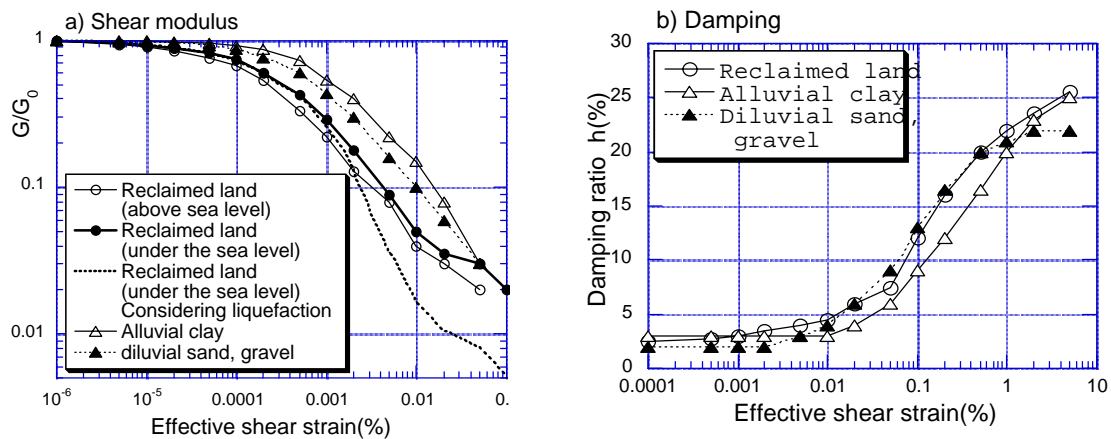 a) Shear modulus
1
0.1
0.01
G/G0
Reclaimed land
(above sea level)
Reclaimed land
(under the sea level)
Reclaimed land
(under the sea level)
Considering liquefaction
Alluvial clay
diluvial sand, gravel
10-6 10-5 0.0001 0.001 0.01 0.
Effective shear strain(%)
b) Damping
30
25
20
15
10
5
0
Damping ratio h(%)
Reclaimed land
Alluvial clay
Diluvial sand,
gravel
0.0001 0.001 0.01 0.1 1 10
Effective shear strain(%)